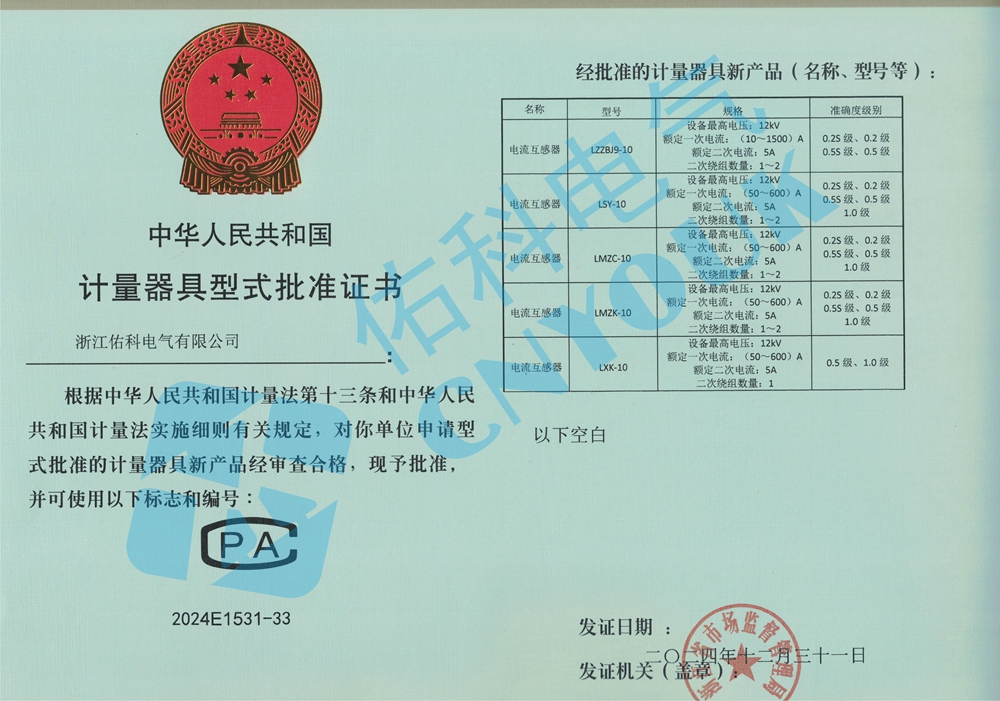 中华人民共和国
计量器具型式批准证书
浙江佑科电气有限公司
：
根据中华人民共和国计量法第十三条和中华人民
共和国计量法实施细则有关规定，对你单位申请型
式批准的计量器具新产品经审查合格，现予批准，
并可使用以下标志和编号：
CPA
2024E1531-33
经批准的计量器具新产品（名称、型号等）：
名称 型号 规格 准确度级别
电流互感器 LZZBJ9-10 设备最高电压：12kV
额定一次电流：（10～1500）A
额定二次电流：5A
二次绕组数量：1～2
0.2S 级、0.2 级
0.5S 级、0.5 级
电流互感器 LSY-10 设备最高电压：12kV
额定一次电流：（50～600）A
额定二次电流：5A
二次绕组数量：1～2
0.2S 级、0.2 级
0.5S 级、0.5 级
1.0 级
电流互感器 LMZC-10 设备最高电压：12kV
额定一次电流：（50～600）A
额定二次电流：5A
二次绕组数量：1～2
0.2S 级、0.2 级
0.5S 级、0.5 级
1.0 级
电流互感器 LMZK-10 设备最高电压：12kV
额定一次电流：（50～600）A
额定二次电流：5A
二次绕组数量：1～2
0.2S 级、0.2 级
0.5S 级、0.5 级
1.0 级
电流互感器 LXK-10 设备最高电压：12kV
额定一次电流：（50～600）A
额定二次电流：5A
二次绕组数量：1
0.5 级、1.0 级
以下空白
发证日期：
二〇二四年十二月三十一日
发证机关（盖章）：
省市场监督管理局
佑科电气
CNYORK